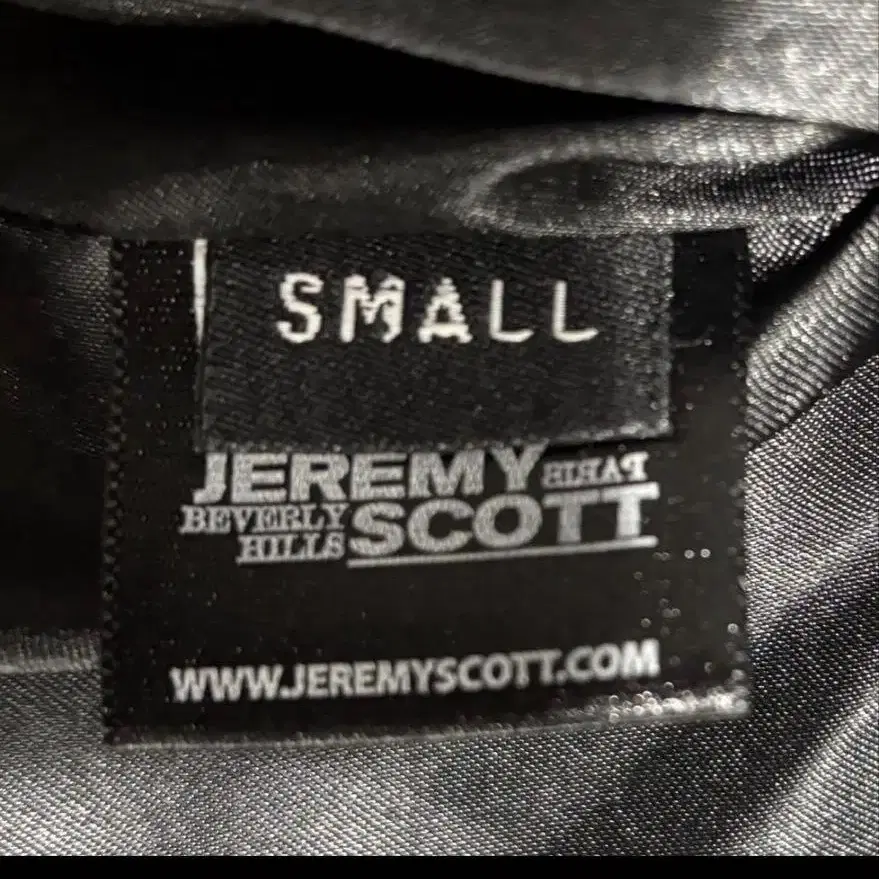 SMALL
JEREMY PARIS
BEVERLY HILLS SCOTT
WWW.JEREMYSCOTT.COM